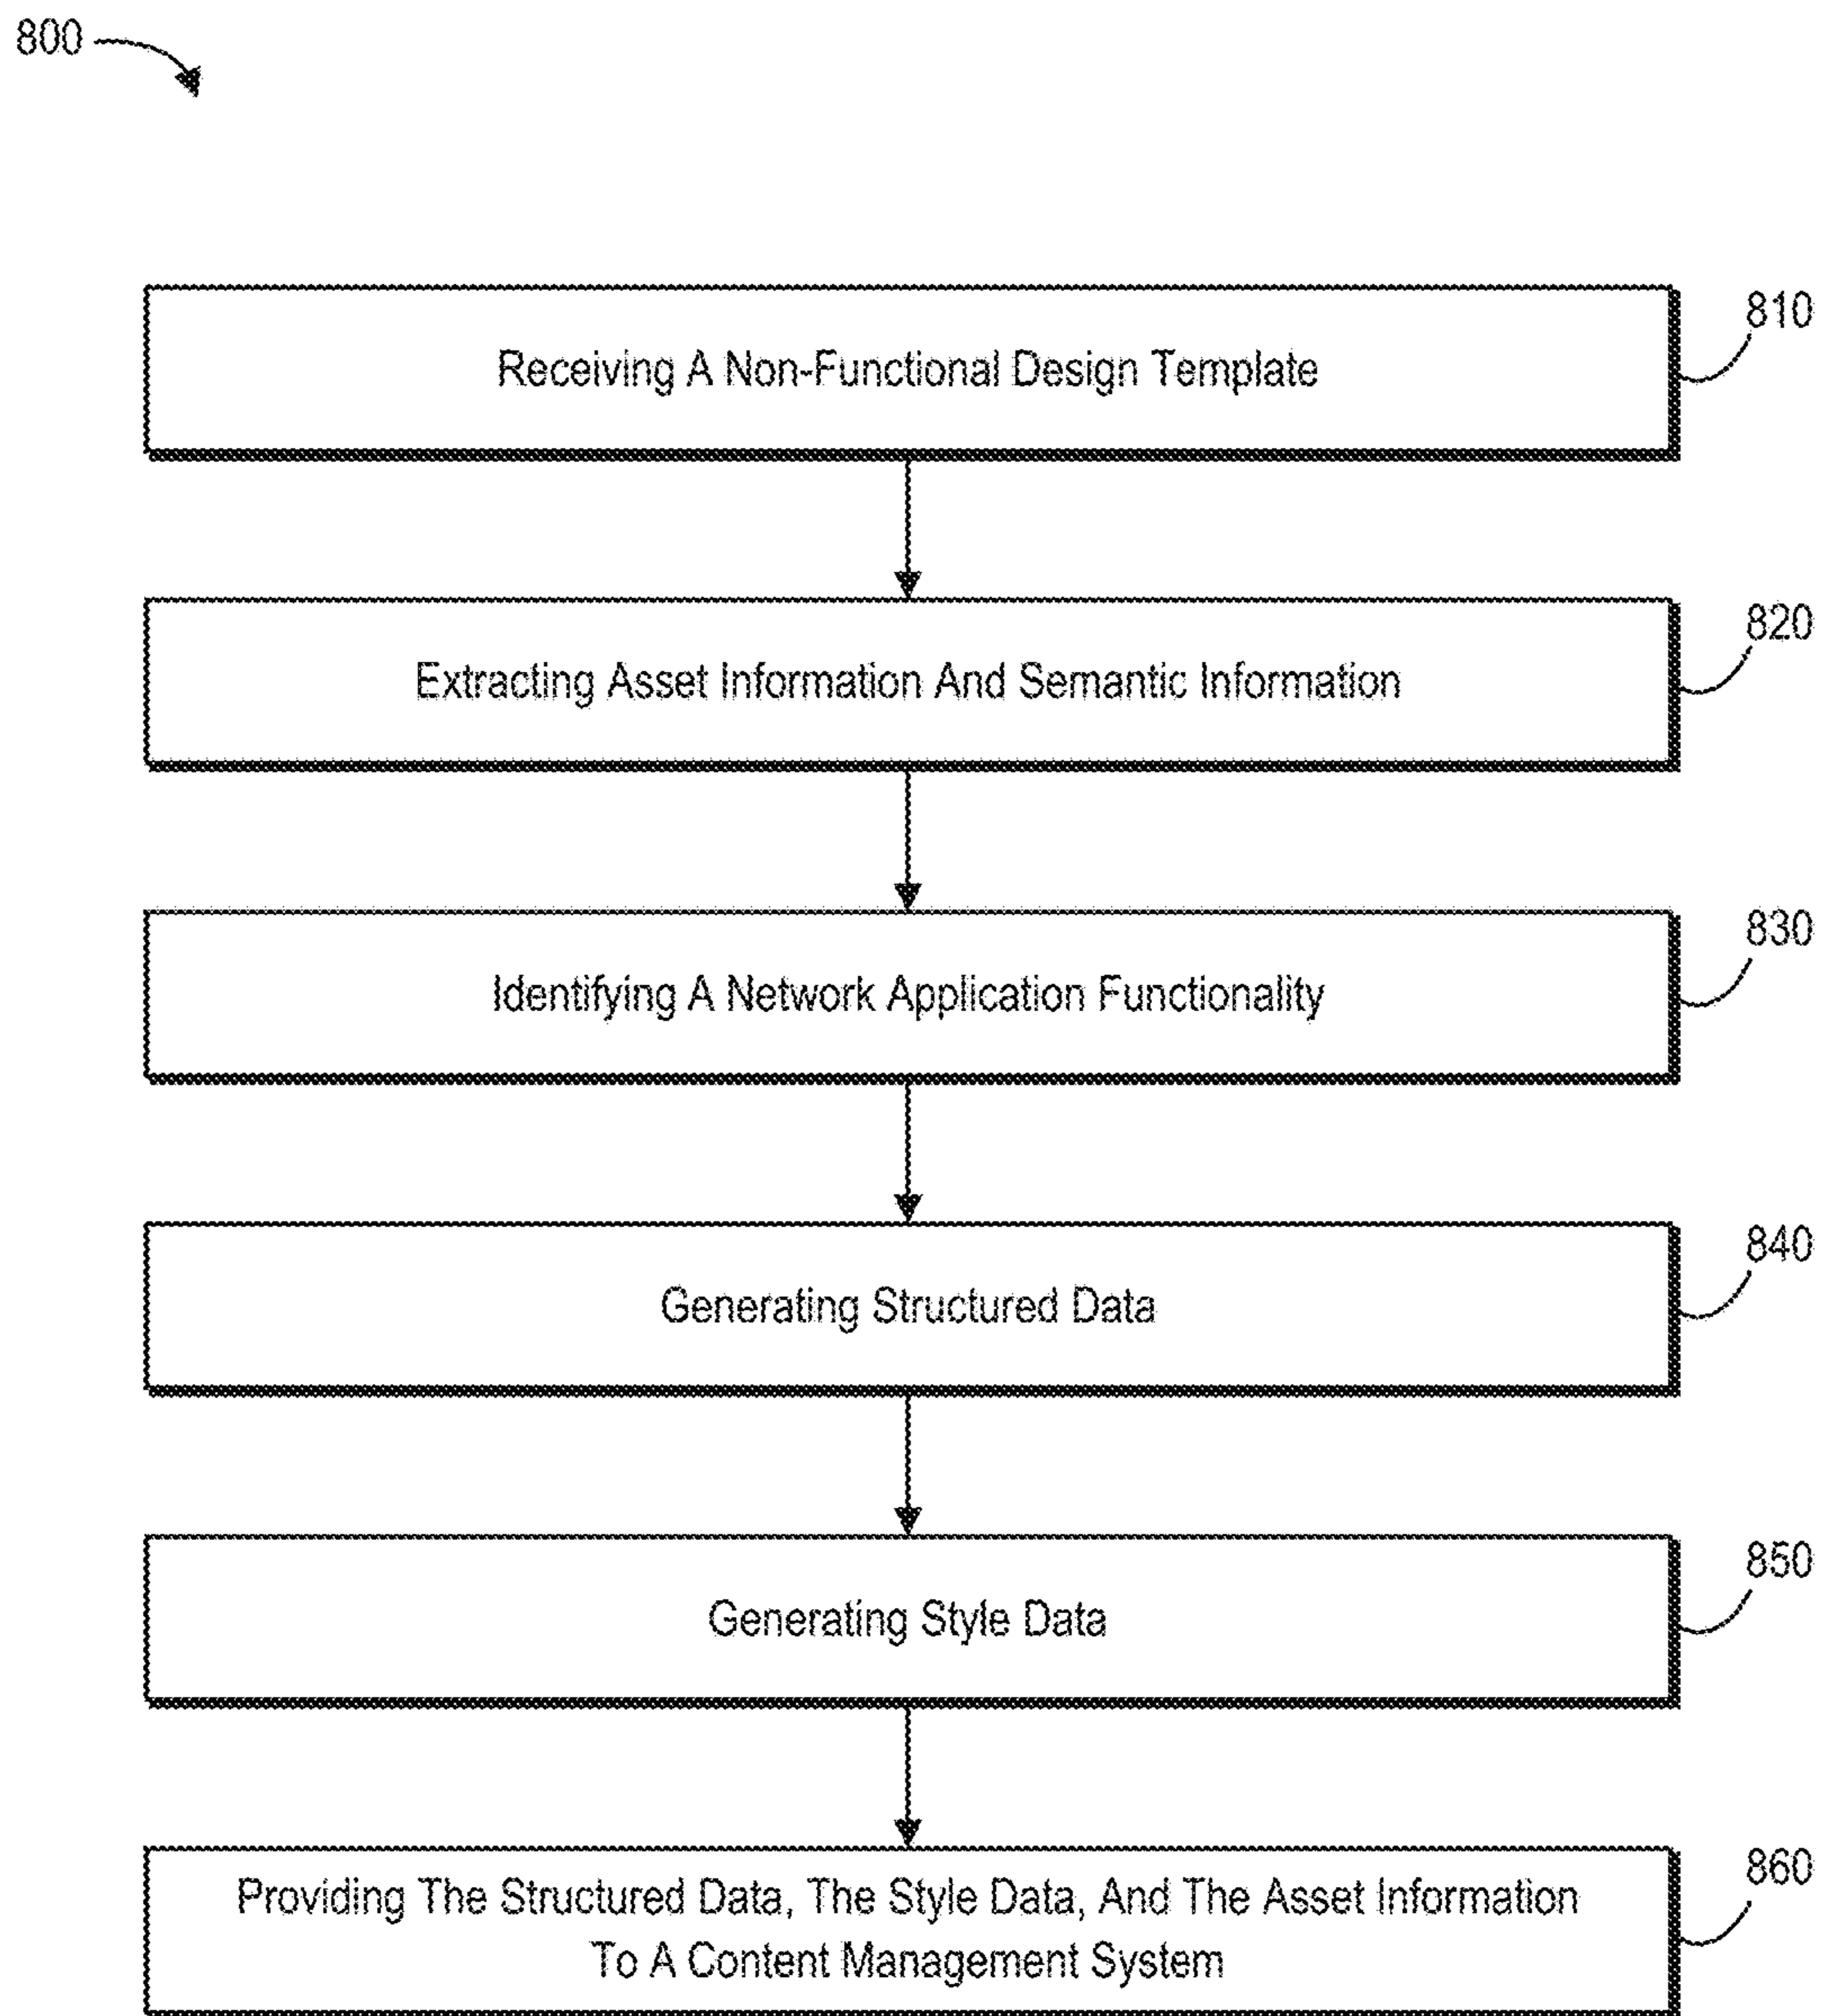 800
810
Receiving A Non-Functional Design Template
820
Extracting Asset Information And Semantic Information
830
Identifying A Network Application Functionality
840
Generating Structured Data
850
Generating Style Data
860
Providing The Structured Data, The Style Data, And The Asset Information
To A Content Management System